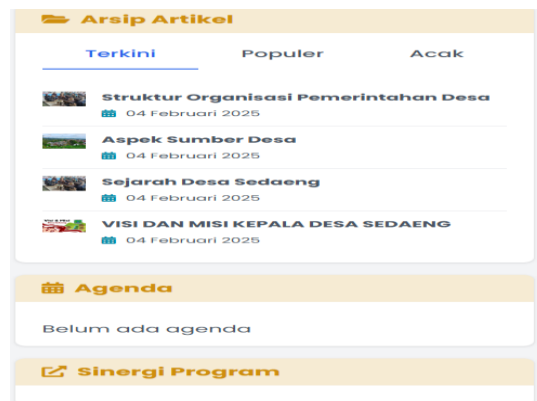 Arsip Artikel
Terkini Populer Acak
Struktur Organisasi Pemerintahan Desa
04 Februari 2025
Aspek Sumber Desa
04 Februari 2025
Sejarah Desa Sedaeng
04 Februari 2025
VISI DAN MISI KEPALA DESA SEDAENG
04 Februari 2025
Agenda
Belum ada agenda
Sinergi Program